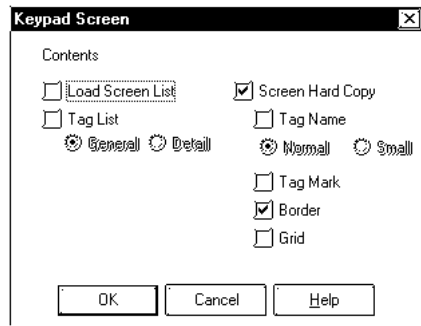 Keypad Screen
Contents
Load Screen List
Tag List
General Detail
Screen Hard Copy
Tag Name
Normal Small
Tag Mark
Border
Grid
OK Cancel Help